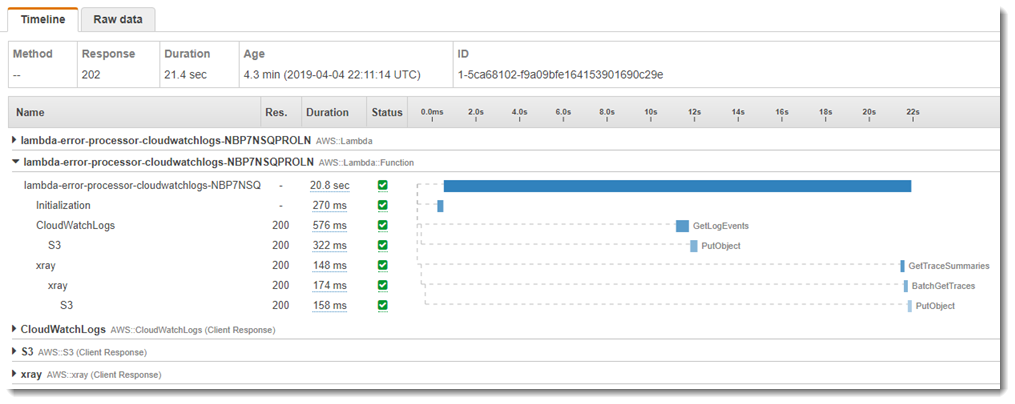 Timeline Raw data
Method Response Duration Age ID
-- 202 21.4 sec 4.3 min (2019-04-04 22:11:14 UTC) 1-5ca68102-f9a09bfe164153901690c29e
Name Res. Duration Status 0.0ms 2.0s 4.0s 6.0s 8.0s 10s 12s 14s 16s 18s 20s 22s
lambda-error-processor-cloudwatchlogs-NBP7NSQPROLN AWS::Lambda
lambda-error-processor-cloudwatchlogs-NBP7NSQPROLN AWS::Lambda::Function
lambda-error-processor-cloudwatchlogs-NBP7NSQ - 20.8 sec
Initialization - 270 ms
CloudWatchLogs 200 576 ms GetLogEvents
S3 200 322 ms PutObject
xray 200 148 ms GetTraceSummaries
xray 200 174 ms BatchGetTraces
S3 200 158 ms PutObject
CloudWatchLogs AWS::CloudWatchLogs (Client Response)
S3 AWS::S3 (Client Response)
xray AWS::xray (Client Response)